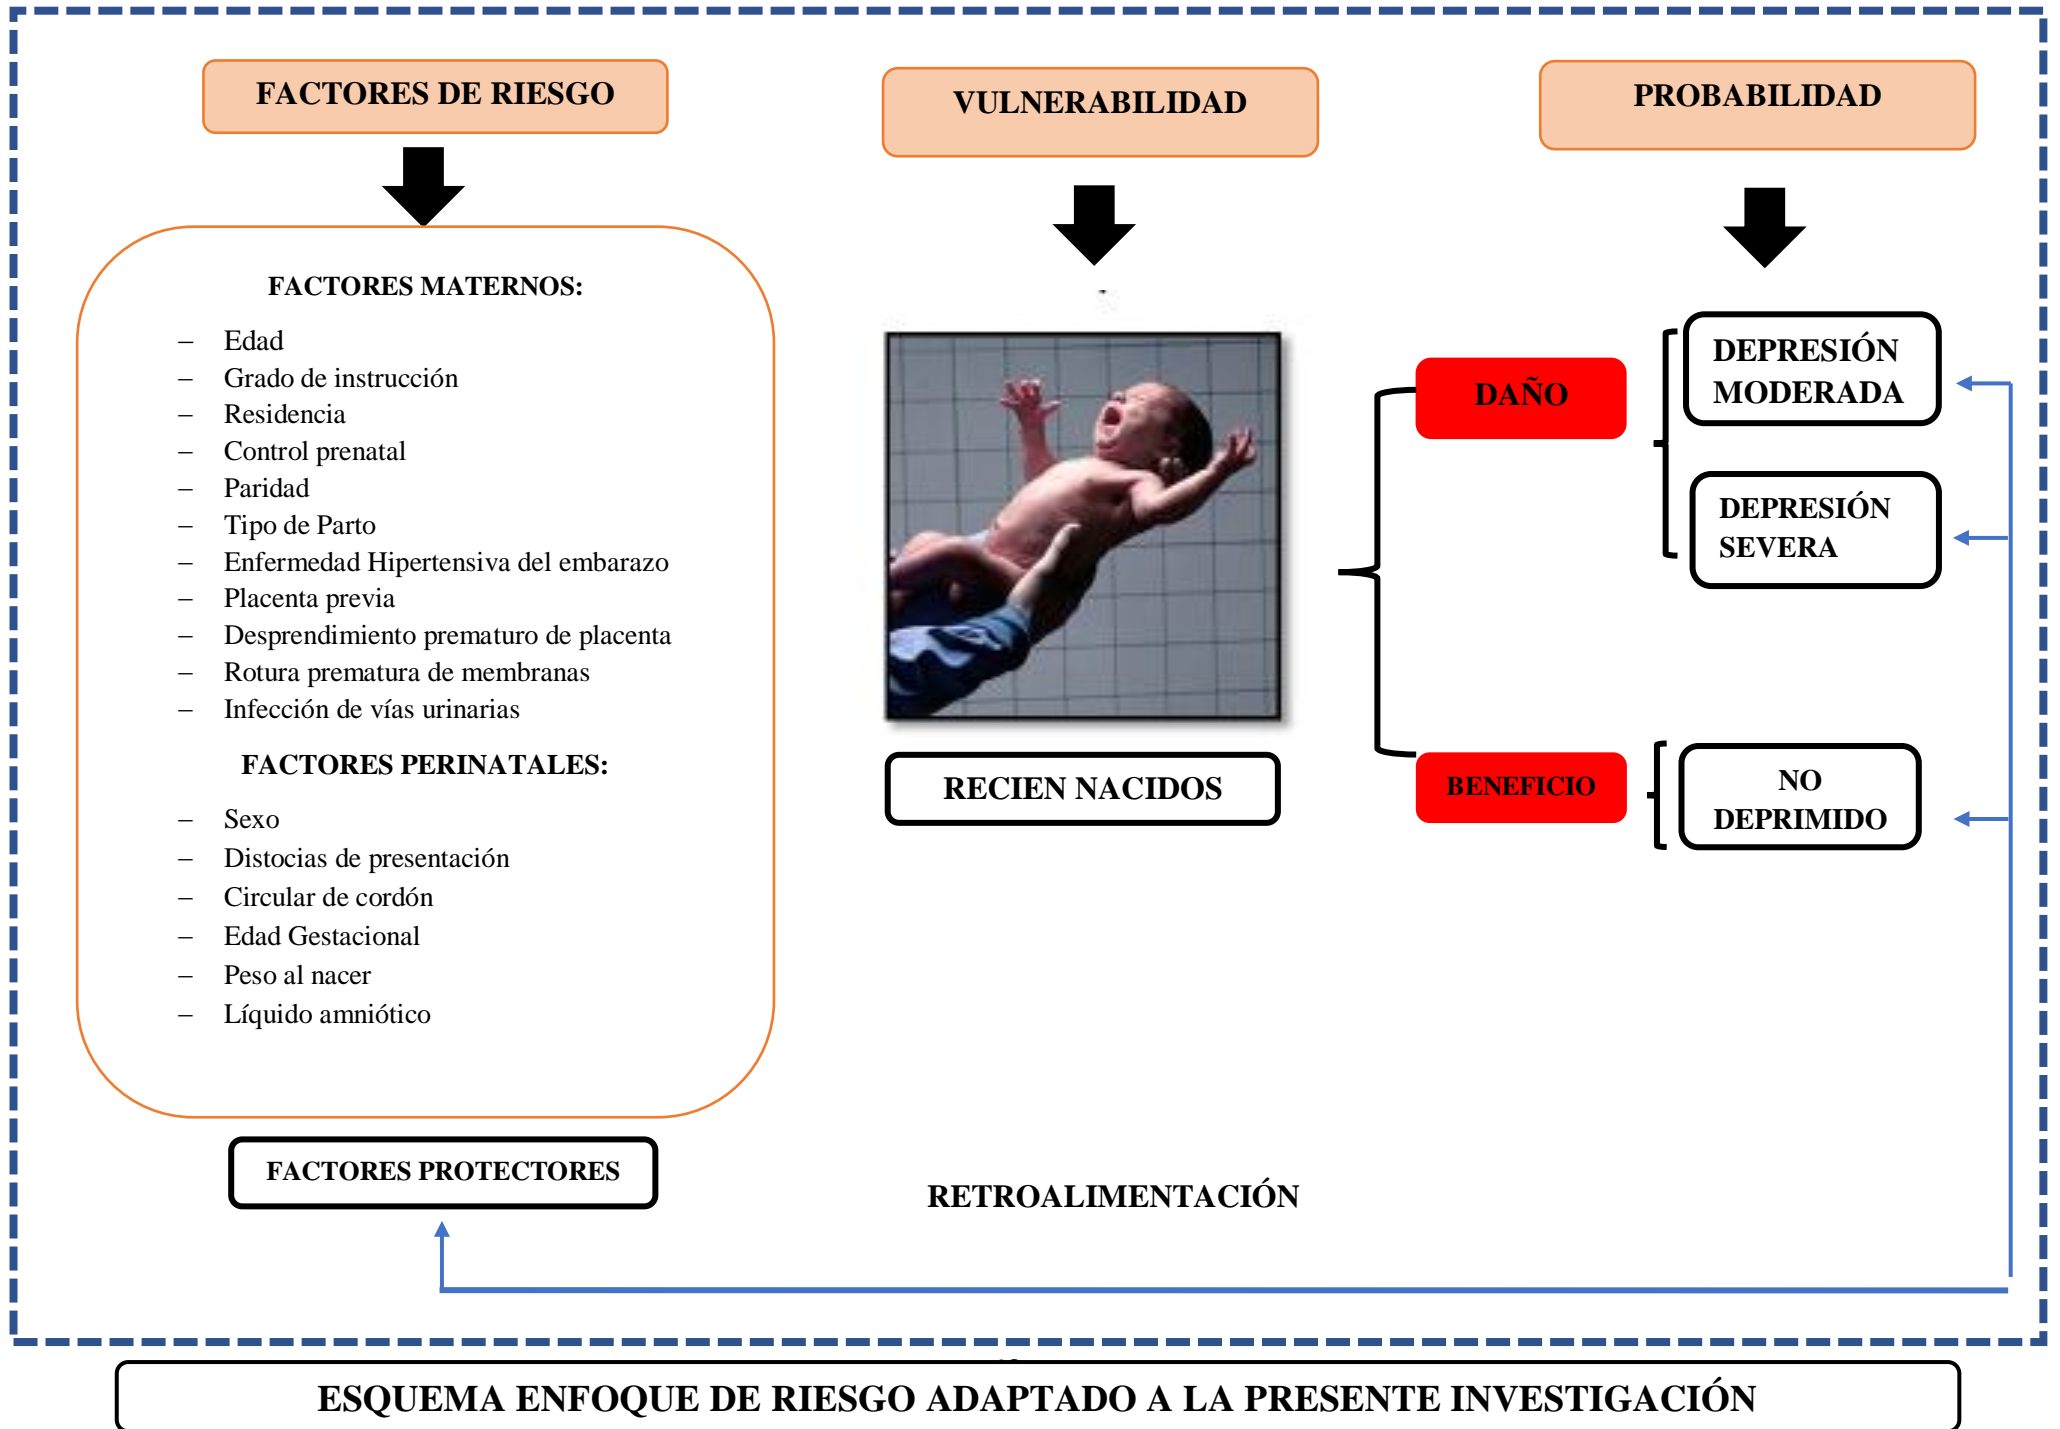 FACTORES DE RIESGO
VULNERABILIDAD
PROBABILIDAD
FACTORES MATERNOS:
– Edad
– Grado de instrucción
– Residencia
– Control prenatal
– Paridad
– Tipo de Parto
– Enfermedad Hipertensiva del embarazo
– Placenta previa
– Desprendimiento prematuro de placenta
– Rotura prematura de membranas
– Infección de vías urinarias
FACTORES PERINATALES:
– Sexo
– Distocias de presentación
– Circular de cordón
– Edad Gestacional
– Peso al nacer
– Líquido amniótico
FACTORES PROTECTORES
RECIEN NACIDOS
DAÑO
DEPRESIÓN
MODERADA
DEPRESIÓN
SEVERA
BENEFICIO
NO
DEPRIMIDO
RETROALIMENTACIÓN
ESQUEMA ENFOQUE DE RIESGO ADAPTADO A LA PRESENTE INVESTIGACIÓN